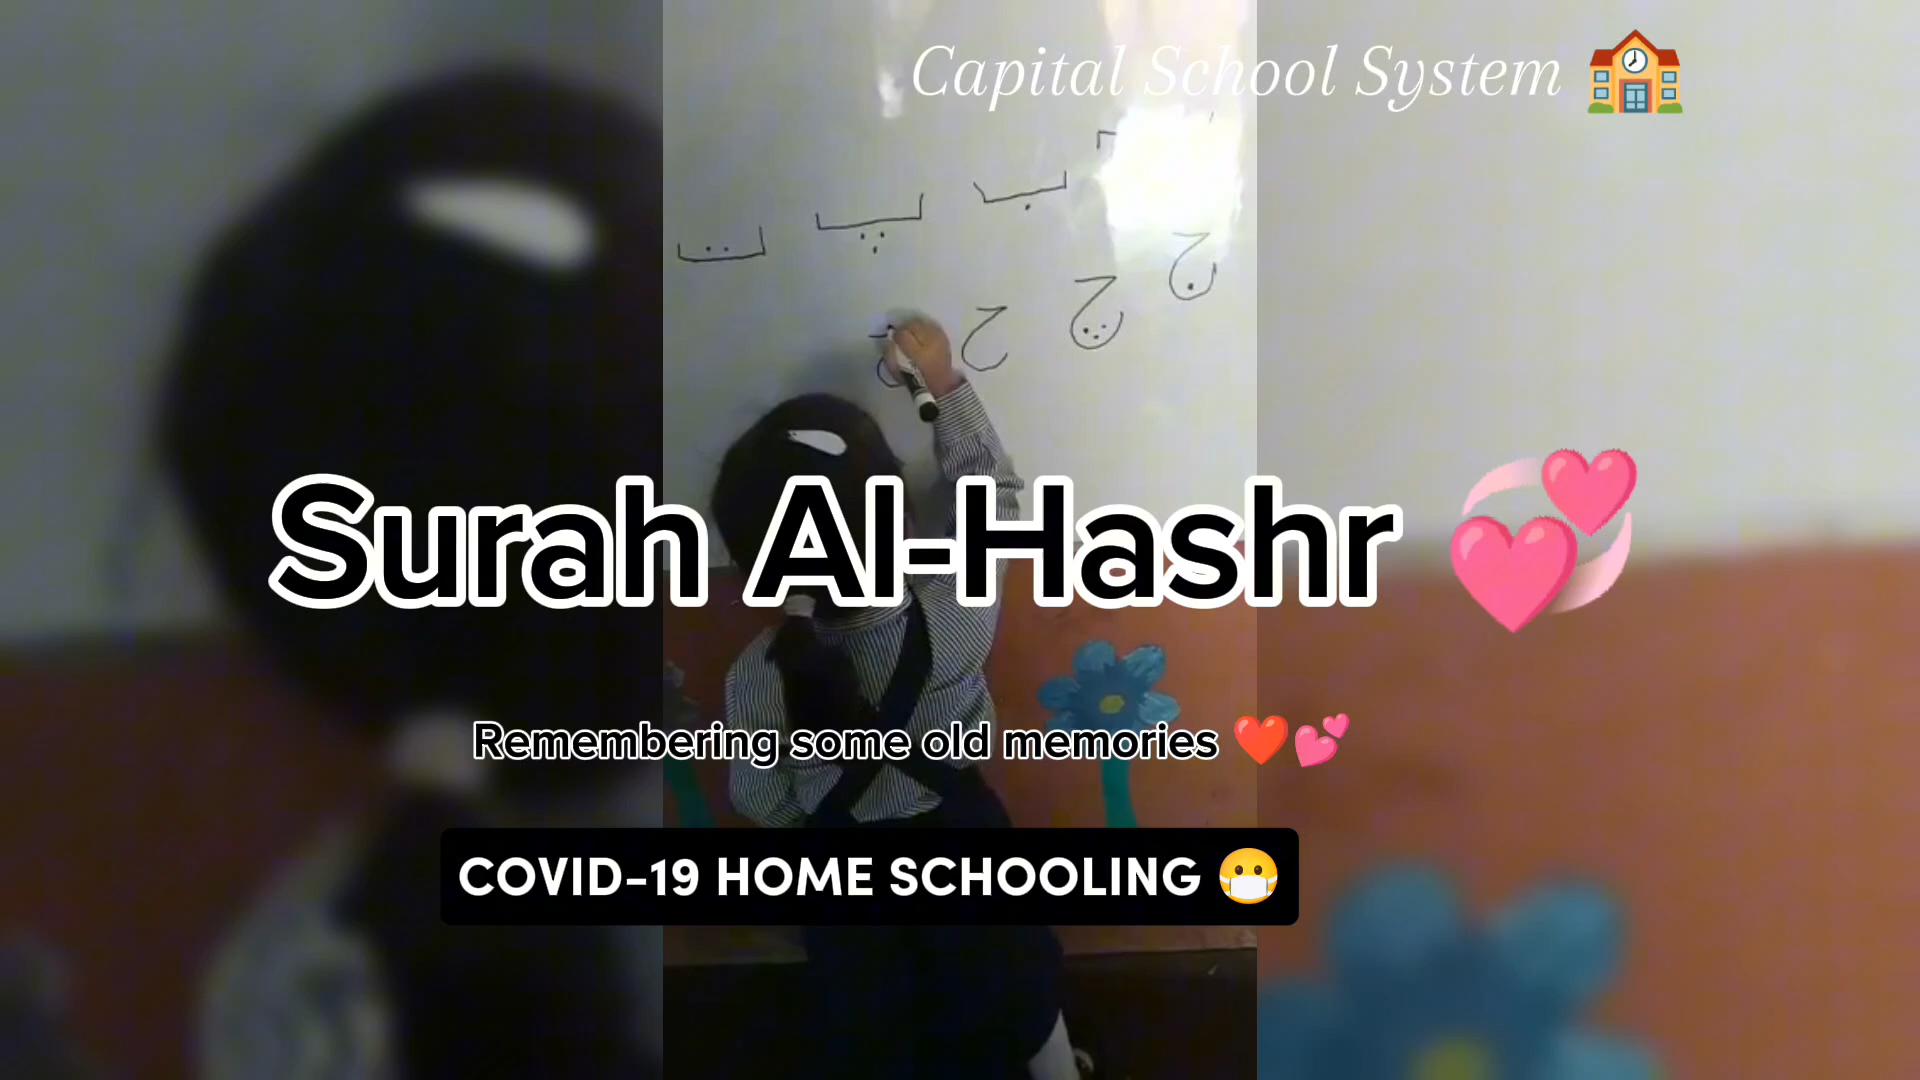 Capital School System 🏫
ب پ ت
ج چ ح
Surah Al-Hashr 💞
Remembering some old memories ❤️💕
COVID-19 HOME SCHOOLING 😷